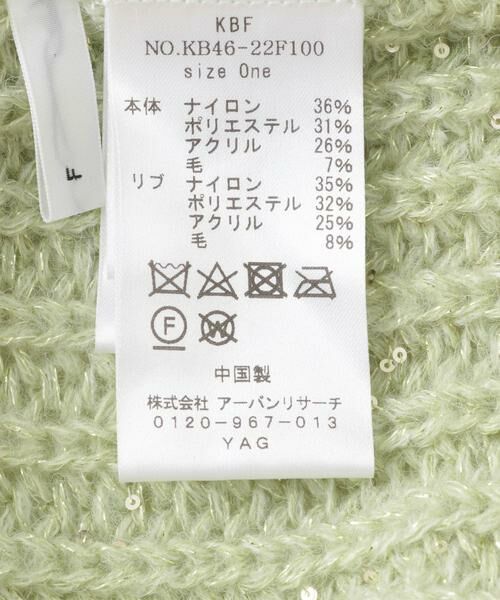 KBF
NO.KB46-22F100
size One
本体 ナイロン 36%
ポリエステル 31%
アクリル 26%
毛 7%
リブ ナイロン 35%
ポリエステル 32%
アクリル 25%
毛 8%
F
W
中国製
株式会社 アーバンリサーチ
0120-967-013
YAG
F